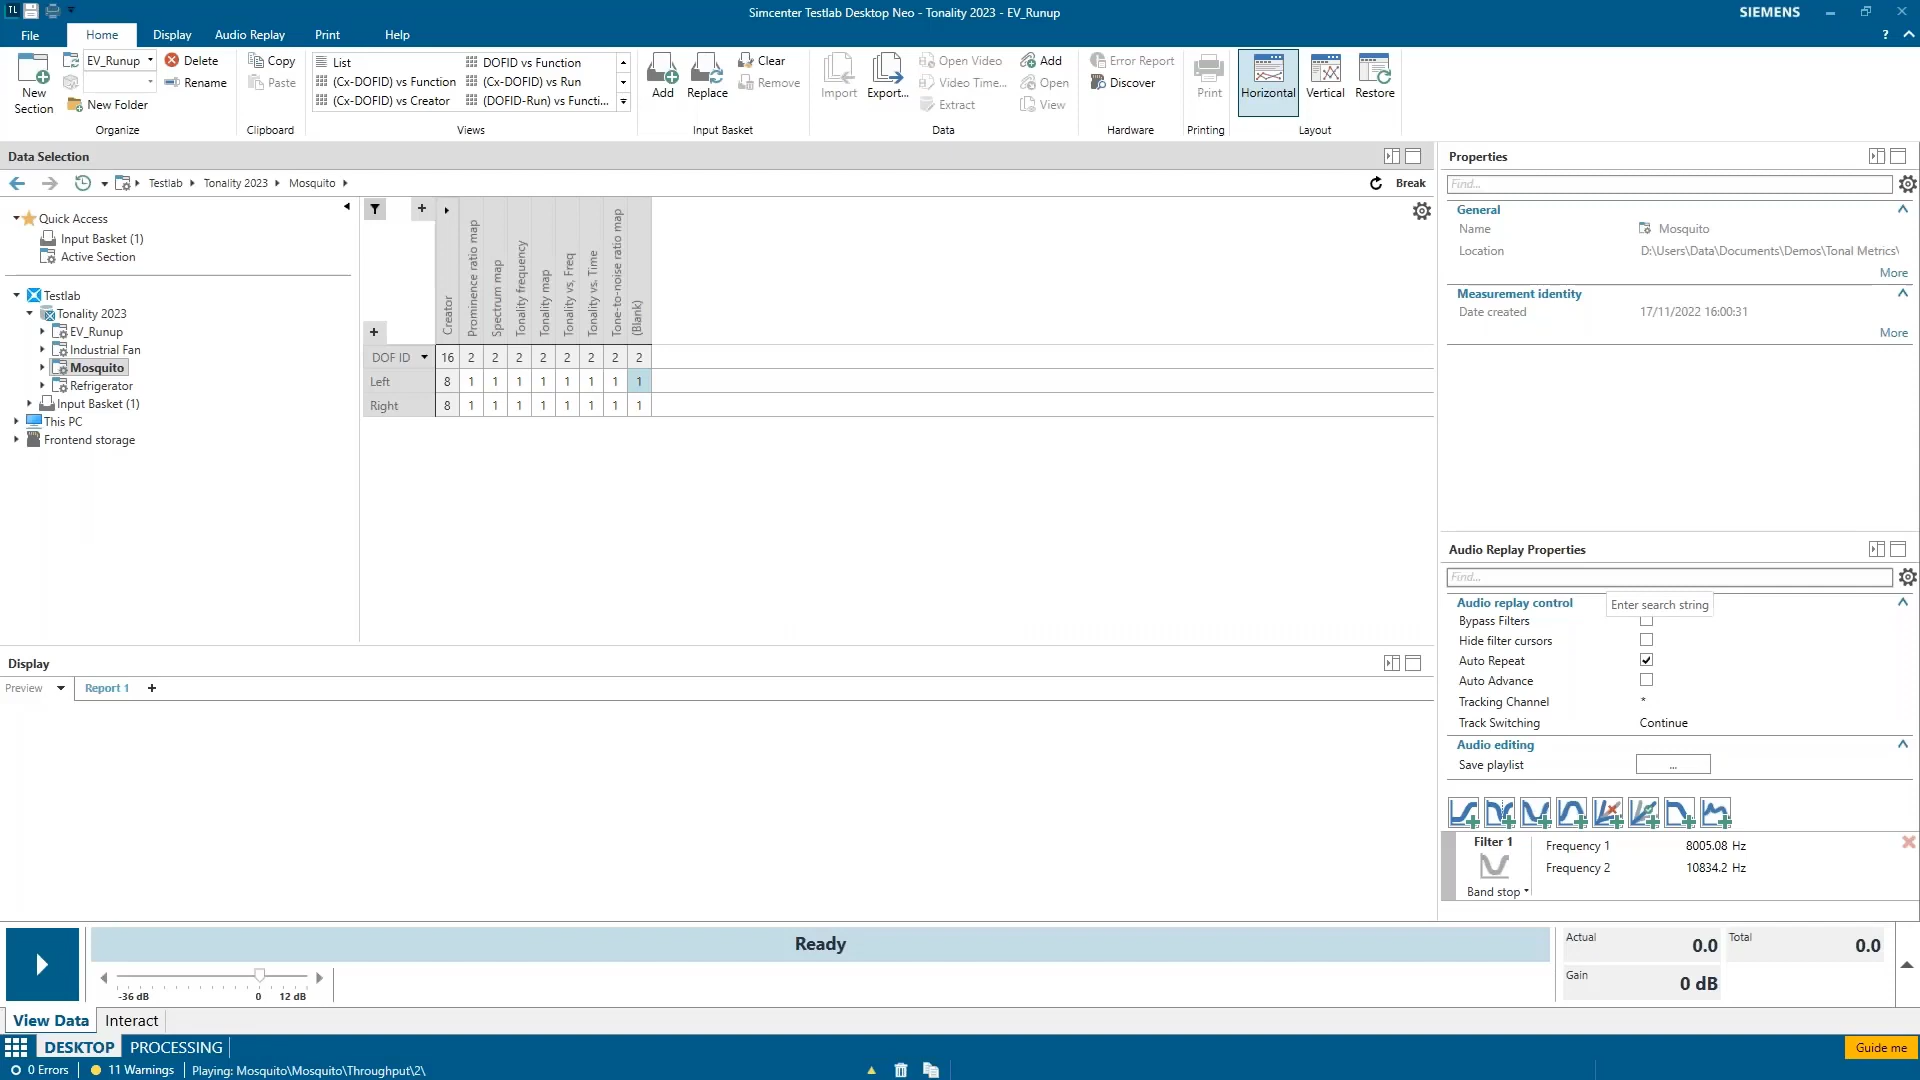 TL
Simcenter Testlab Desktop Neo - Tonality 2023 - EV_Runup
SIEMENS
File
Home
Display
Audio Replay
Print
Help
?
New Section
EV_Runup
New Folder
Delete
Rename
Organize
Copy
Paste
Clipboard
List
(Cx-DOFID) vs Function
(Cx-DOFID) vs Creator
DOFID vs Function
(Cx-DOFID) vs Run
(DOFID-Run) vs Functi...
Views
Add
Replace
Clear
Remove
Input Basket
Import
Export...
Open Video
Video Time...
Extract
Add
Open
View
Data
Error Report
Discover
Hardware
Print
Printing
Horizontal
Vertical
Restore
Layout
Data Selection
Testlab
Tonality 2023
Mosquito
Break
Quick Access
Input Basket (1)
Active Section
Testlab
Tonality 2023
EV_Runup
Industrial Fan
Mosquito
Refrigerator
Input Basket (1)
This PC
Frontend storage
+
+
Creator
Prominence ratio map
Spectrum map
Tonality frequency
Tonality map
Tonality vs, Freq
Tonality vs. Time
Tone-to-noise ratio map
(Blank)
DOF ID 16 2 2 2 2 2 2 2 2
Left 8 1 1 1 1 1 1 1 1
Right 8 1 1 1 1 1 1 1 1
Display
Preview
Report 1
+
Properties
Find...
General
Name Mosquito
Location D:\Users\Data\Documents\Demos\Tonal Metrics\
More
Measurement identity
Date created 17/11/2022 16:00:31
More
Audio Replay Properties
Find...
Audio replay control
Enter search string
Bypass Filters
Hide filter cursors
Auto Repeat
Auto Advance
Tracking Channel *
Track Switching Continue
Audio editing
Save playlist ...
Filter 1
Band stop
Frequency 1 8005.08 Hz
Frequency 2 10834.2 Hz
Ready
-36 dB 0 12 dB
Actual 0.0
Total 0.0
Gain 0 dB
View Data
Interact
DESKTOP
PROCESSING
Guide me
0 Errors
11 Warnings
Playing: Mosquito\Mosquito\Throughput\2\